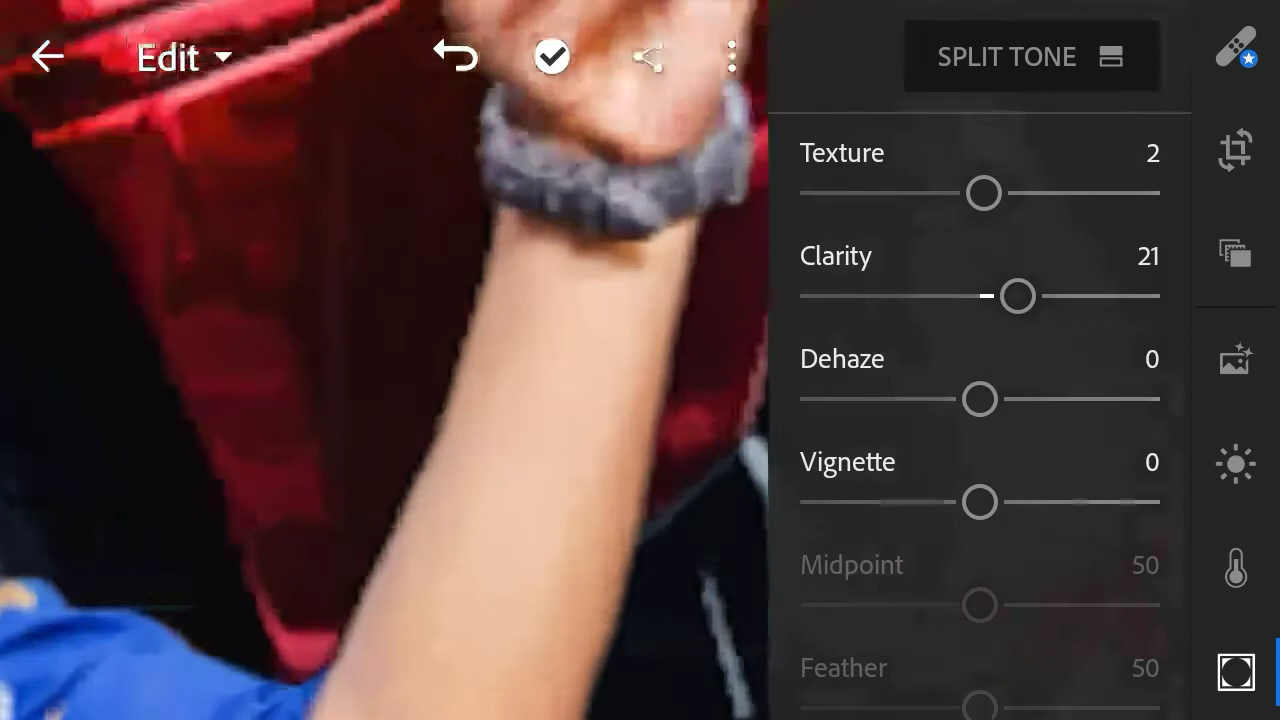 Edit
SPLIT TONE
Texture 2
Clarity 21
Dehaze 0
Vignette 0
Midpoint 50
Feather 50